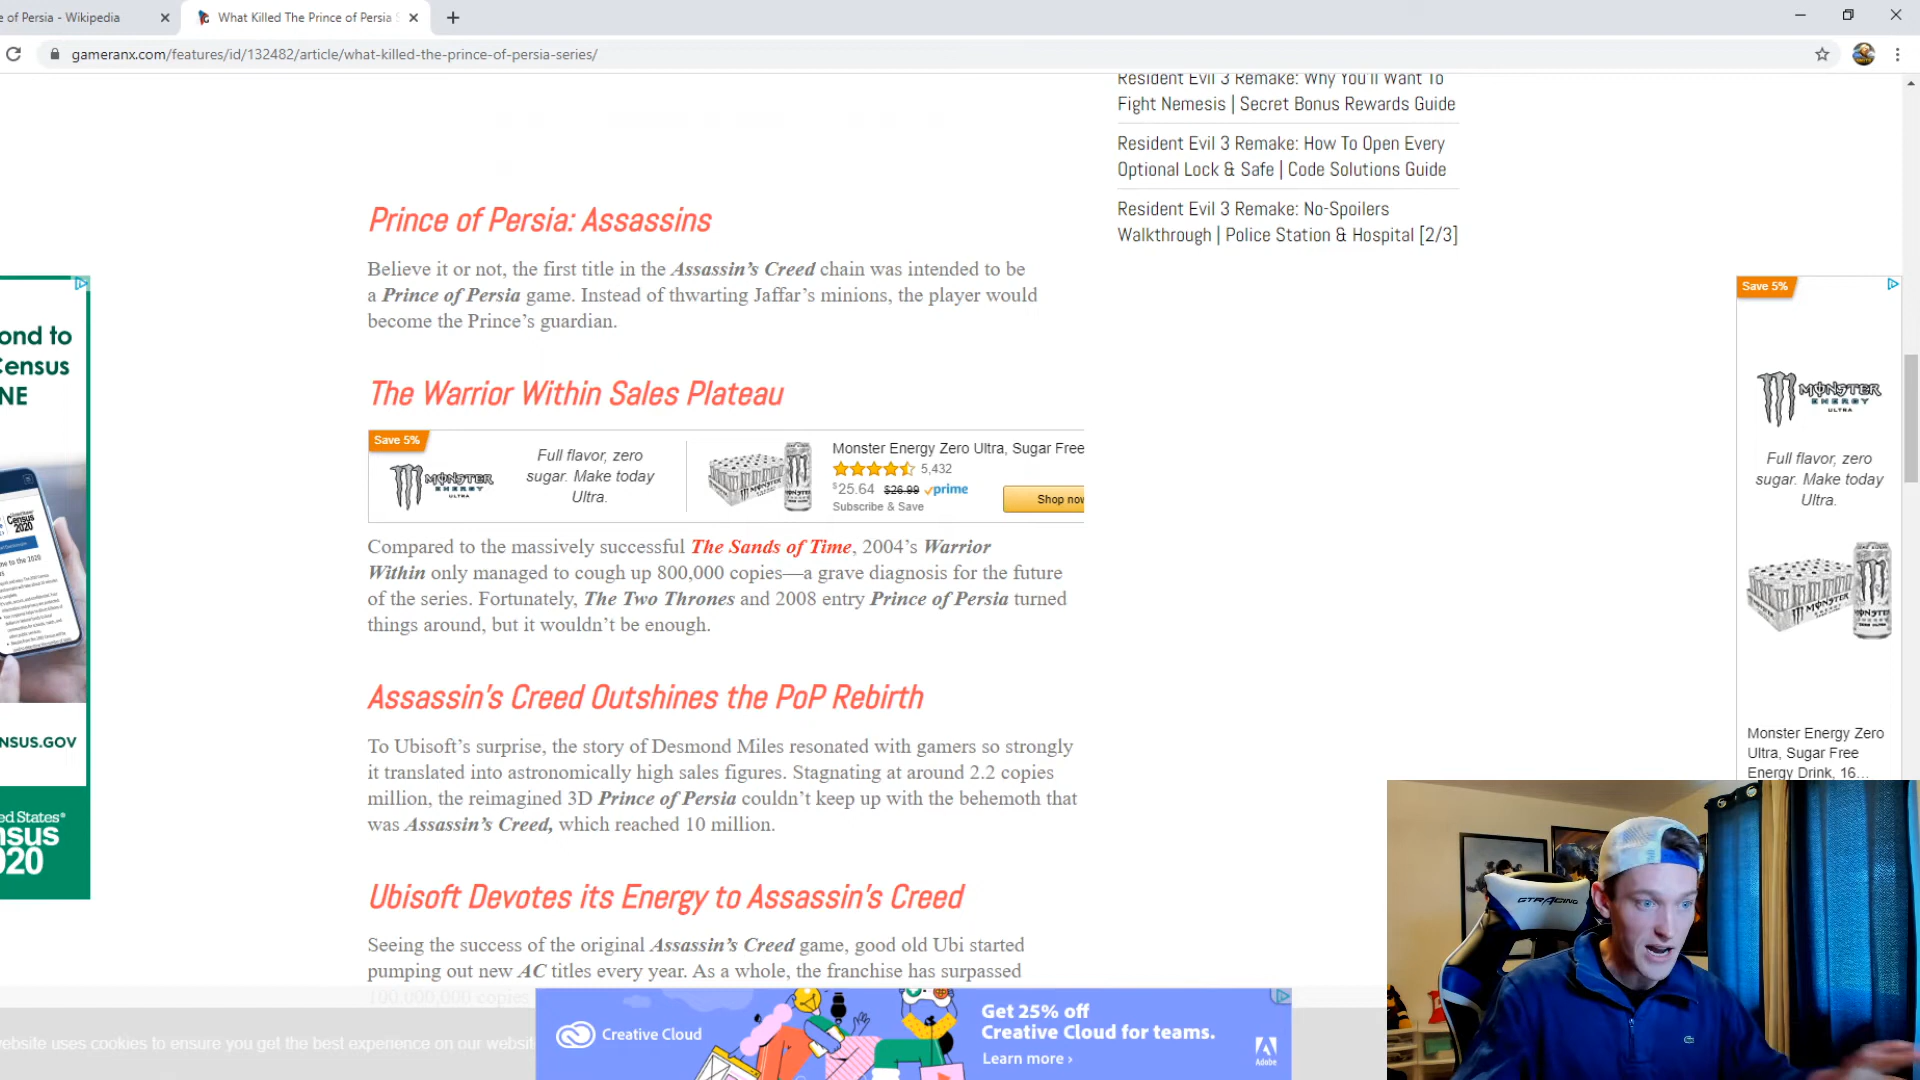 e of Persia - Wikipedia
What Killed The Prince of Persia S
gameranx.com/features/id/132482/article/what-killed-the-prince-of-persia-series/
Resident Evil 3 Remake: Why You'll Want To
Fight Nemesis | Secret Bonus Rewards Guide
Resident Evil 3 Remake: How To Open Every
Optional Lock & Safe | Code Solutions Guide
Resident Evil 3 Remake: No-Spoilers
Walkthrough | Police Station & Hospital [2/3]
Prince of Persia: Assassins
Believe it or not, the first title in the Assassin's Creed chain was intended to be
a Prince of Persia game. Instead of thwarting Jaffar's minions, the player would
become the Prince's guardian.
The Warrior Within Sales Plateau
Save 5%
MONSTER
ENERGY
ULTRA
Full flavor, zero
sugar. Make today
Ultra.
Monster Energy Zero Ultra, Sugar Free
5,432
$25.64 $26.99 prime
Subscribe & Save
Shop now
Compared to the massively successful The Sands of Time, 2004's Warrior
Within only managed to cough up 800,000 copies—a grave diagnosis for the future
of the series. Fortunately, The Two Thrones and 2008 entry Prince of Persia turned
things around, but it wouldn't be enough.
Assassin's Creed Outshines the PoP Rebirth
To Ubisoft's surprise, the story of Desmond Miles resonated with gamers so strongly
it translated into astronomically high sales figures. Stagnating at around 2.2 copies
million, the reimagined 3D Prince of Persia couldn't keep up with the behemoth that
was Assassin's Creed, which reached 10 million.
Ubisoft Devotes its Energy to Assassin's Creed
Seeing the success of the original Assassin's Creed game, good old Ubi started
pumping out new AC titles every year. As a whole, the franchise has surpassed
100,000,000 copies
ebsite uses cookies to ensure you get the best experience on our websit
Creative Cloud
Get 25% off
Creative Cloud for teams.
Learn more ›
Adobe
ond to
Census
NE
Census
2020
NSUS.GOV
ed States®
nsus
020
Save 5%
MONSTER
ENERGY
ULTRA
Full flavor, zero
sugar. Make today
Ultra.
Monster Energy Zero
Ultra, Sugar Free
Energy Drink, 16...
GTRACING